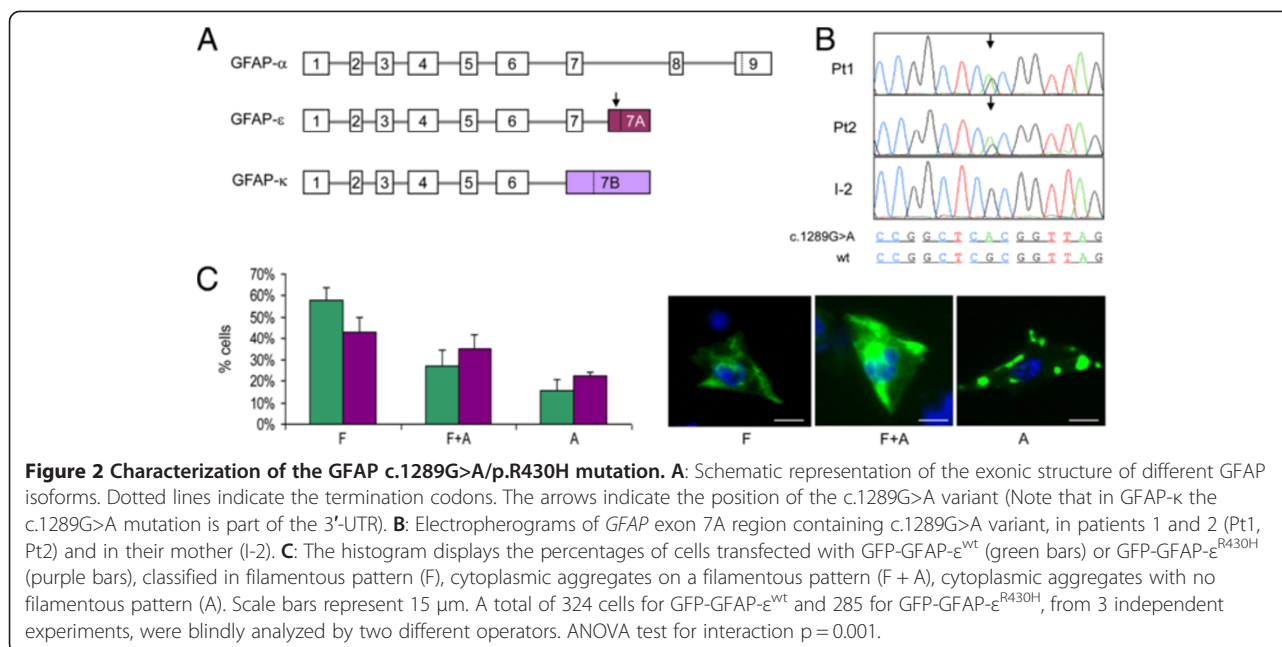 A
GFAP-α 1 2 3 4 5 6 7 8 9
GFAP-ε 1 2 3 4 5 6 7 7A
GFAP-κ 1 2 3 4 5 6 7B
B
Pt1
Pt2
I-2
c.1289G>A C C G G C T C A C G G T T A G
wt C C G G C T C G C G G T T A G
C
% cells
70%
60%
50%
40%
30%
20%
10%
0%
F F+A A
F F+A A
Figure 2 Characterization of the GFAP c.1289G>A/p.R430H mutation. A: Schematic representation of the exonic structure of different GFAP
isoforms. Dotted lines indicate the termination codons. The arrows indicate the position of the c.1289G>A variant (Note that in GFAP-κ the
c.1289G>A mutation is part of the 3′-UTR). B: Electropherograms of GFAP exon 7A region containing c.1289G>A variant, in patients 1 and 2 (Pt1,
Pt2) and in their mother (I-2). C: The histogram displays the percentages of cells transfected with GFP-GFAP-ε^wt (green bars) or GFP-GFAP-ε^R430H
(purple bars), classified in filamentous pattern (F), cytoplasmic aggregates on a filamentous pattern (F + A), cytoplasmic aggregates with no
filamentous pattern (A). Scale bars represent 15 μm. A total of 324 cells for GFP-GFAP-ε^wt and 285 for GFP-GFAP-ε^R430H, from 3 independent
experiments, were blindly analyzed by two different operators. ANOVA test for interaction p = 0.001.